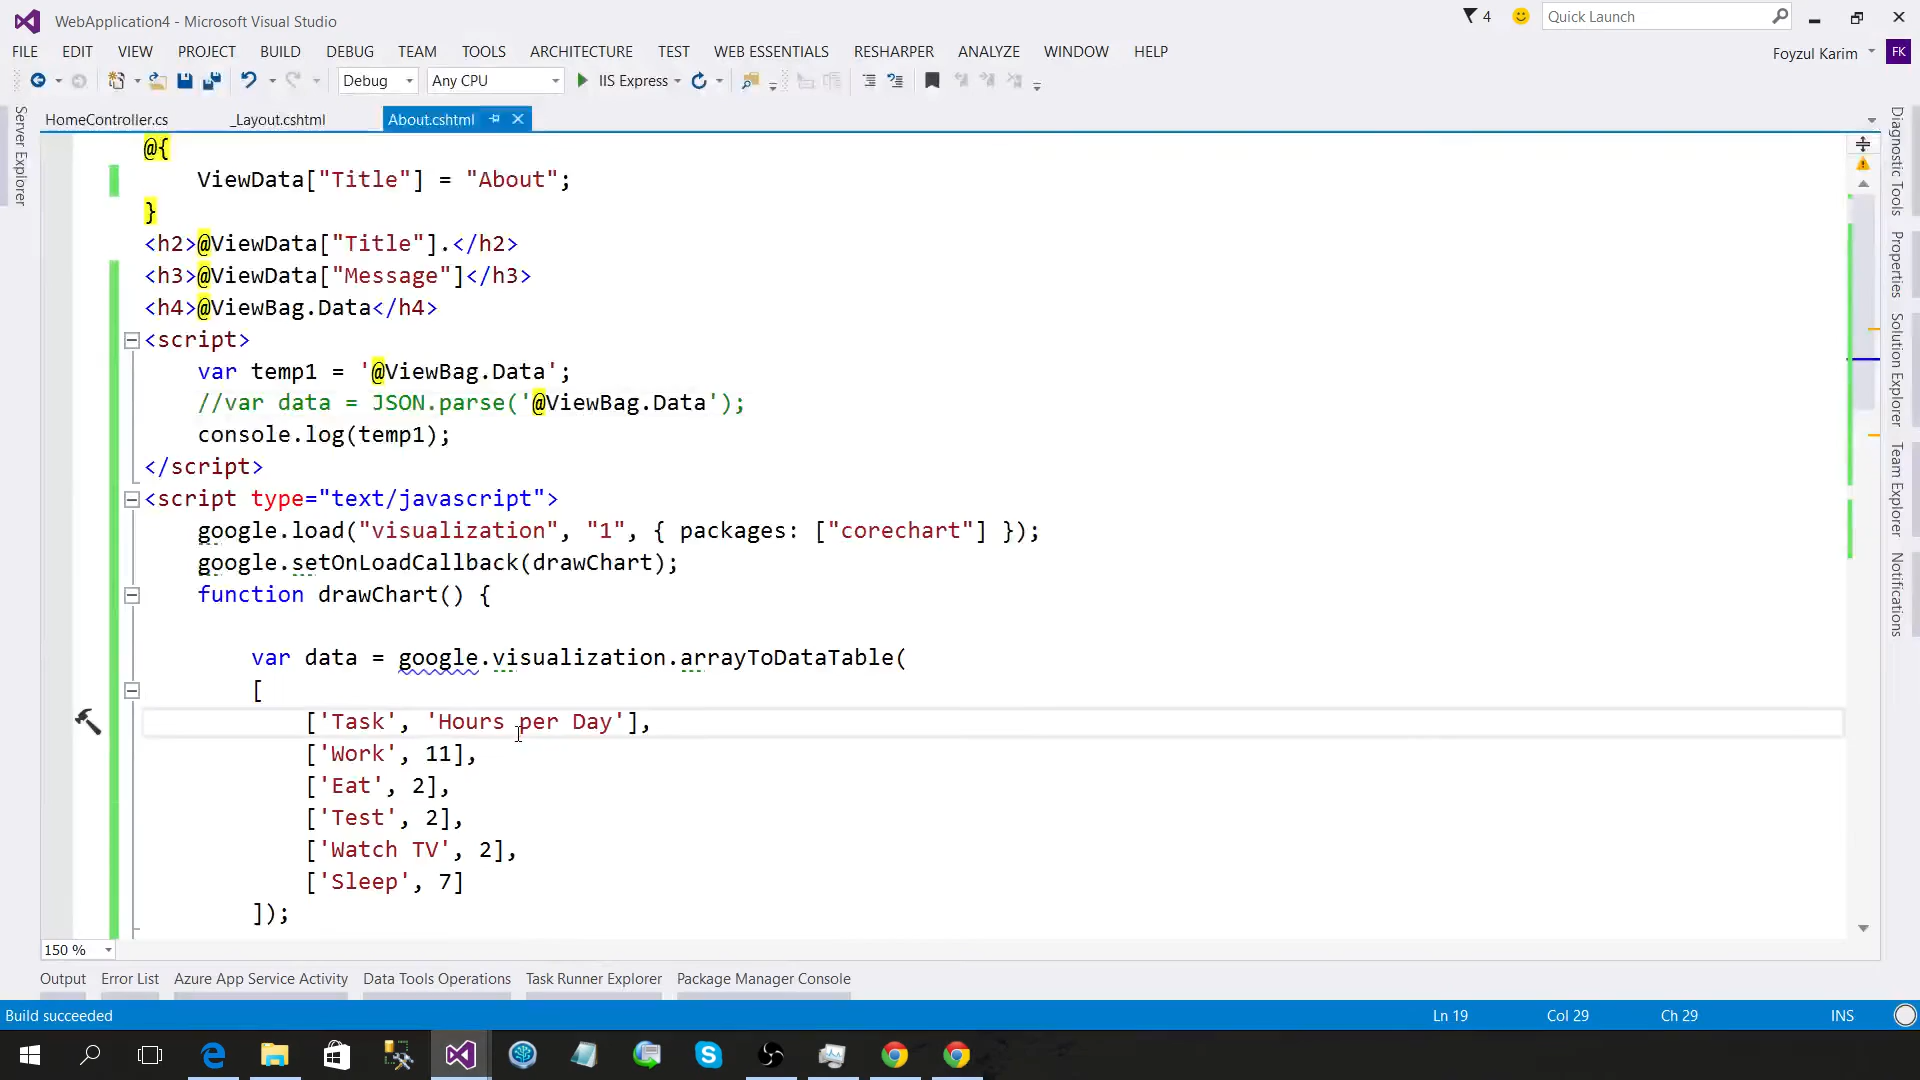 WebApplication4 - Microsoft Visual Studio
4
Quick Launch
FILE EDIT VIEW PROJECT BUILD DEBUG TEAM TOOLS ARCHITECTURE TEST WEB ESSENTIALS RESHARPER ANALYZE WINDOW HELP
Foyzul Karim FK
Debug Any CPU IIS Express
Server Explorer
HomeController.cs _Layout.cshtml About.cshtml
@{
ViewData["Title"] = "About";
}
<h2>@ViewData["Title"].</h2>
<h3>@ViewData["Message"]</h3>
<h4>@ViewBag.Data</h4>
<script>
var temp1 = '@ViewBag.Data';
//var data = JSON.parse('@ViewBag.Data');
console.log(temp1);
</script>
<script type="text/javascript">
google.load("visualization", "1", { packages: ["corechart"] });
google.setOnLoadCallback(drawChart);
function drawChart() {
var data = google.visualization.arrayToDataTable(
[
['Task', 'Hours per Day'],
['Work', 11],
['Eat', 2],
['Test', 2],
['Watch TV', 2],
['Sleep', 7]
]);
Diagnostic Tools
Properties
Solution Explorer
Team Explorer
Notifications
150 %
Output Error List Azure App Service Activity Data Tools Operations Task Runner Explorer Package Manager Console
Build succeeded Ln 19 Col 29 Ch 29 INS